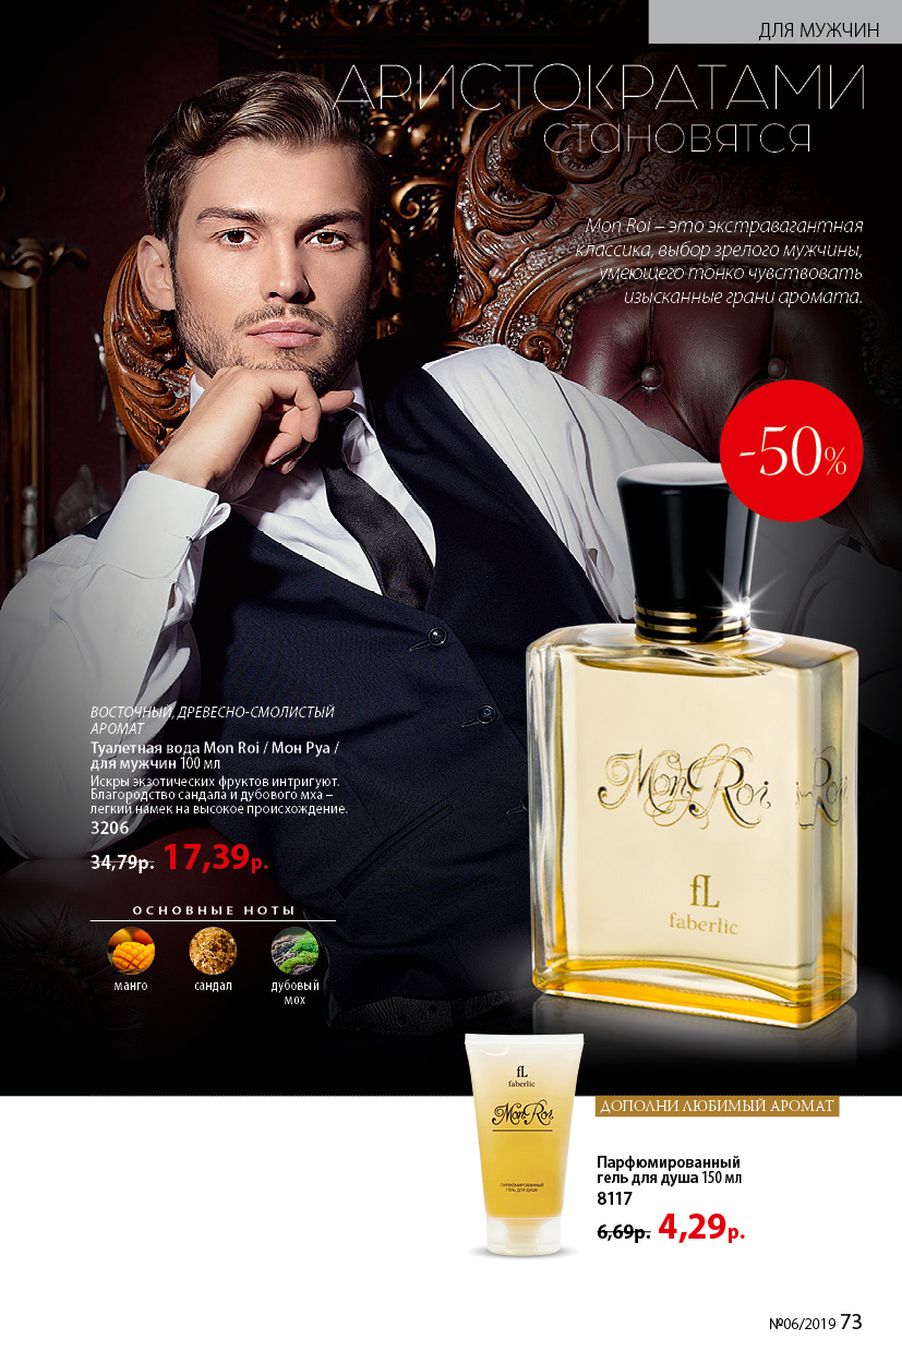 ДЛЯ МУЖЧИН
АРИСТОКРАТАМИ
СТАНОВЯТСЯ
Mon Roi – это экстравагантная
классика, выбор зрелого мужчины,
умеющего тонко чувствовать
изысканные грани аромата.
-50%
Mon Roi
fL
faberlic
ВОСТОЧНЫЙ, ДРЕВЕСНО-СМОЛИСТЫЙ
АРОМАТ
Туалетная вода Mon Roi / Мон Руа /
для мужчин 100 мл
Искры экзотических фруктов интригуют.
Благородство сандала и дубового мха –
легкий намек на высокое происхождение.
3206
34,79р. 17,39р.
ОСНОВНЫЕ НОТЫ
манго сандал дубовый
мох
fL
faberlic
Mon Roi
ПАРФЮМИРОВАННЫЙ
ГЕЛЬ ДЛЯ ДУША
ДОПОЛНИ ЛЮБИМЫЙ АРОМАТ
Парфюмированный
гель для душа 150 мл
8117
6,69р. 4,29р.
№06/2019 73